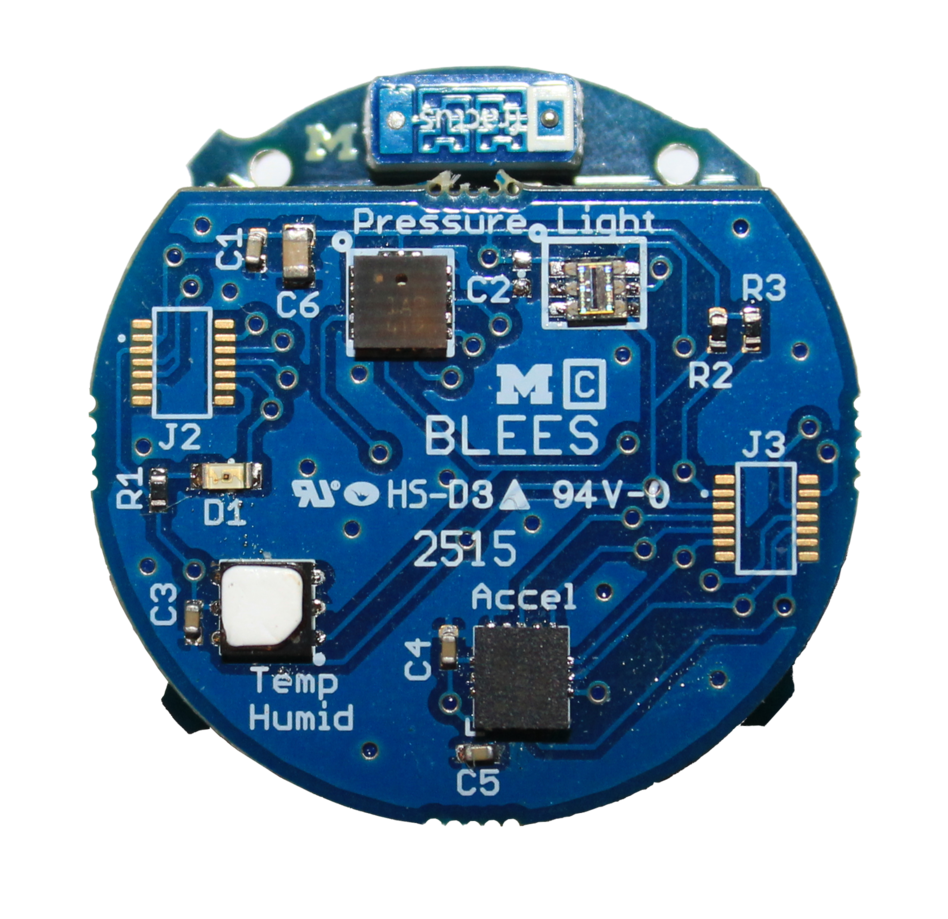 M
fractus
Pressure Light
C1
C6
C2
R3
R2
M C
BLEES
J2
J3
R1
D1
HS-D3 94V-0
2515
Accel
C3
C4
Temp
Humid
C5